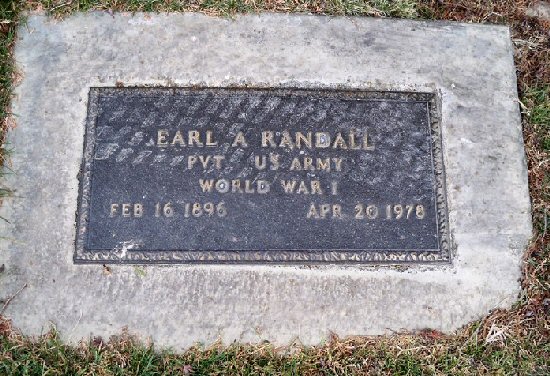 EARL A RANDALL
PVT US ARMY
WORLD WAR I
FEB 16 1896 APR 20 1978